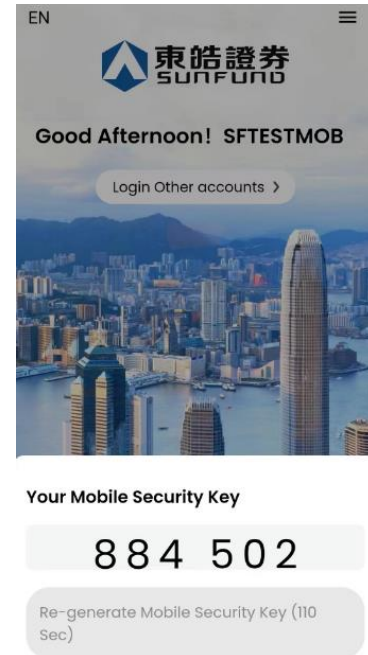 EN
東皓證券
SUNFUND
Good Afternoon! SFTESTMOB
Login Other accounts >
Your Mobile Security Key
884 502
Re-generate Mobile Security Key (110
Sec)